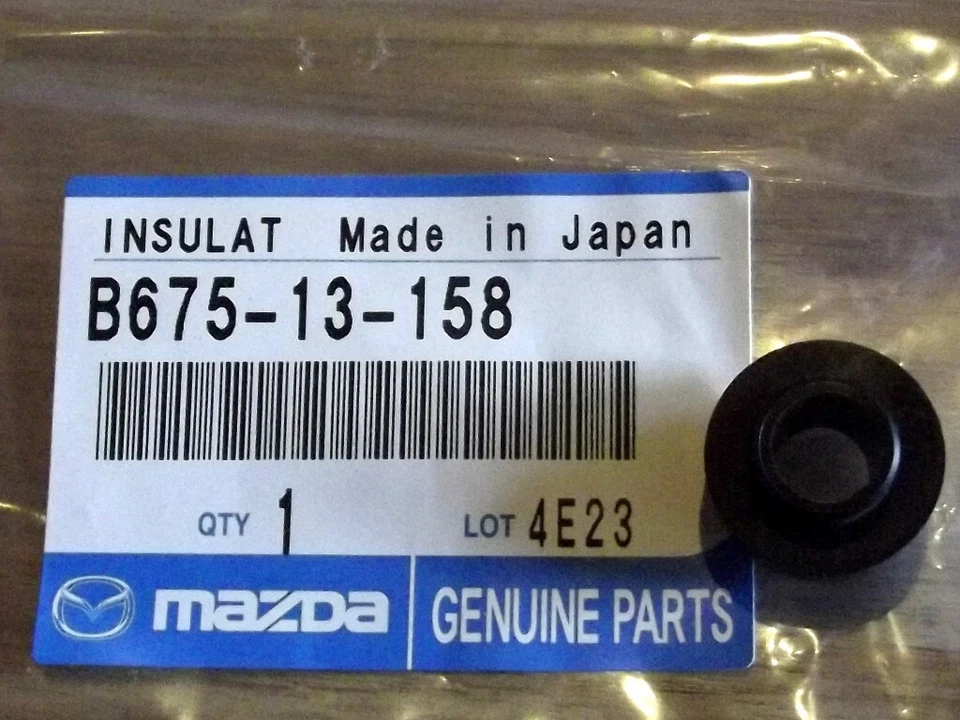 INSULAT Made in Japan
B675-13-158
QTY 1 LOT 4E23
mazda GENUINE PARTS